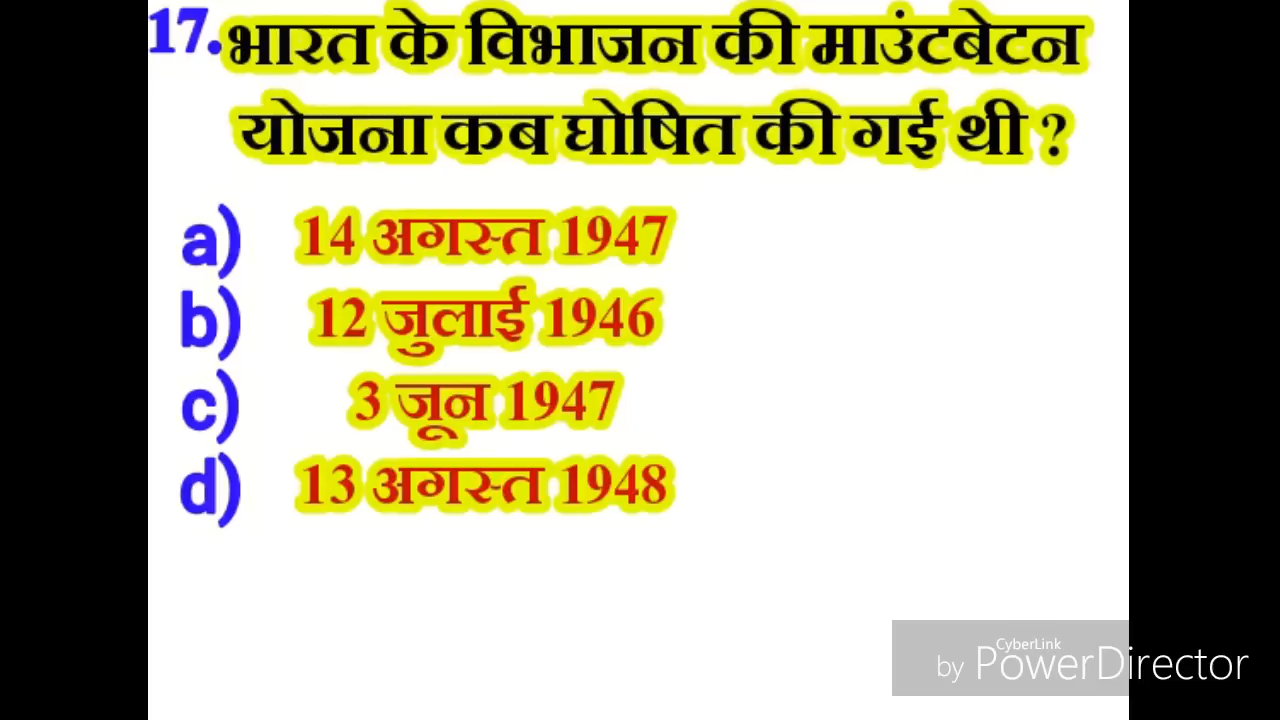 17. भारत के विभाजन की माउंटबेटन
योजना कब घोषित की गई थी ?
a) 14 अगस्त 1947
b) 12 जुलाई 1946
c) 3 जून 1947
d) 13 अगस्त 1948
CyberLink
by PowerDirector